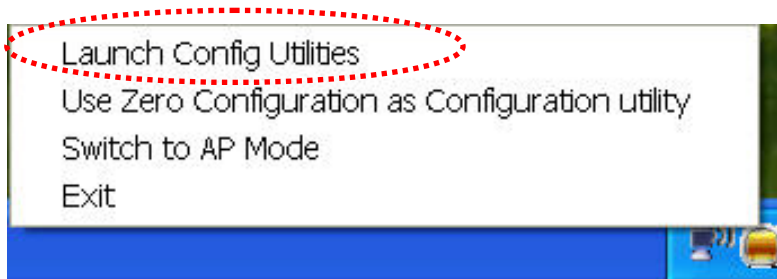 Launch Config Utilities
Use Zero Configuration as Configuration utility
Switch to AP Mode
Exit